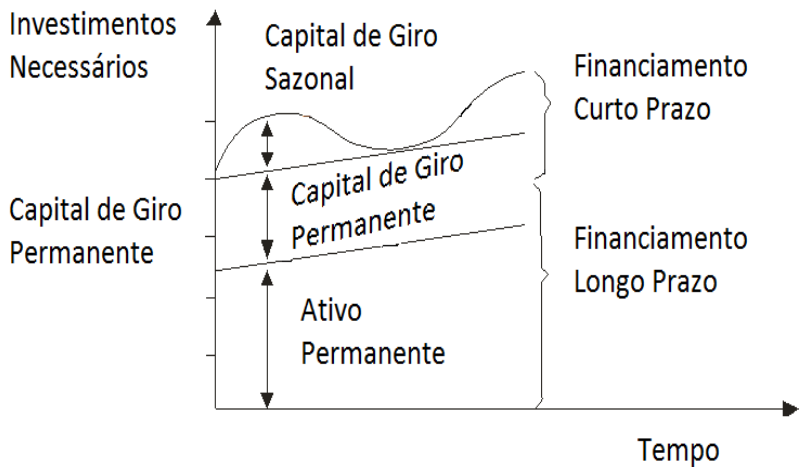 Investimentos
Necessários
Capital de Giro
Sazonal
Financiamento
Curto Prazo
Capital de Giro
Permanente
Capital de Giro
Permanente
Financiamento
Longo Prazo
Ativo
Permanente
Tempo